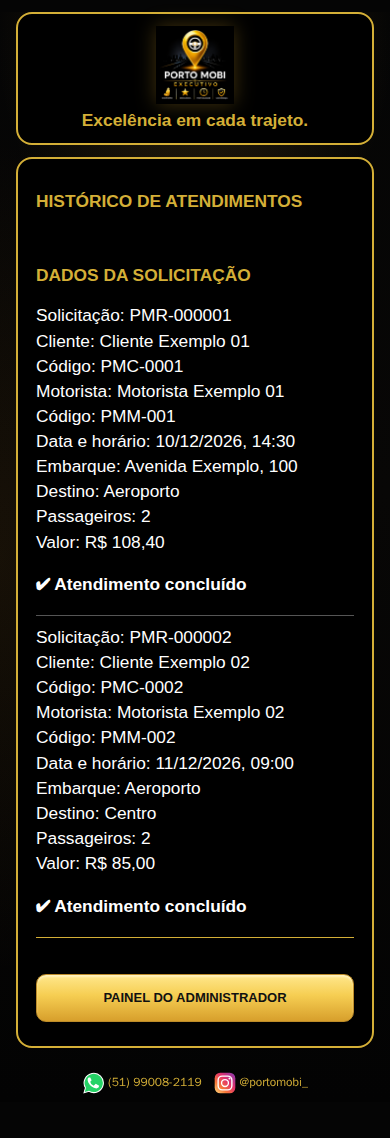 PORTO MOBI
EXECUTIVO
Excelência em cada trajeto.
HISTÓRICO DE ATENDIMENTOS
DADOS DA SOLICITAÇÃO
Solicitação: PMR-000001
Cliente: Cliente Exemplo 01
Código: PMC-0001
Motorista: Motorista Exemplo 01
Código: PMM-001
Data e horário: 10/12/2026, 14:30
Embarque: Avenida Exemplo, 100
Destino: Aeroporto
Passageiros: 2
Valor: R$ 108,40
✔ Atendimento concluído
Solicitação: PMR-000002
Cliente: Cliente Exemplo 02
Código: PMC-0002
Motorista: Motorista Exemplo 02
Código: PMM-002
Data e horário: 11/12/2026, 09:00
Embarque: Aeroporto
Destino: Centro
Passageiros: 2
Valor: R$ 85,00
✔ Atendimento concluído
PAINEL DO ADMINISTRADOR
(51) 99008-2119 @portomobi_